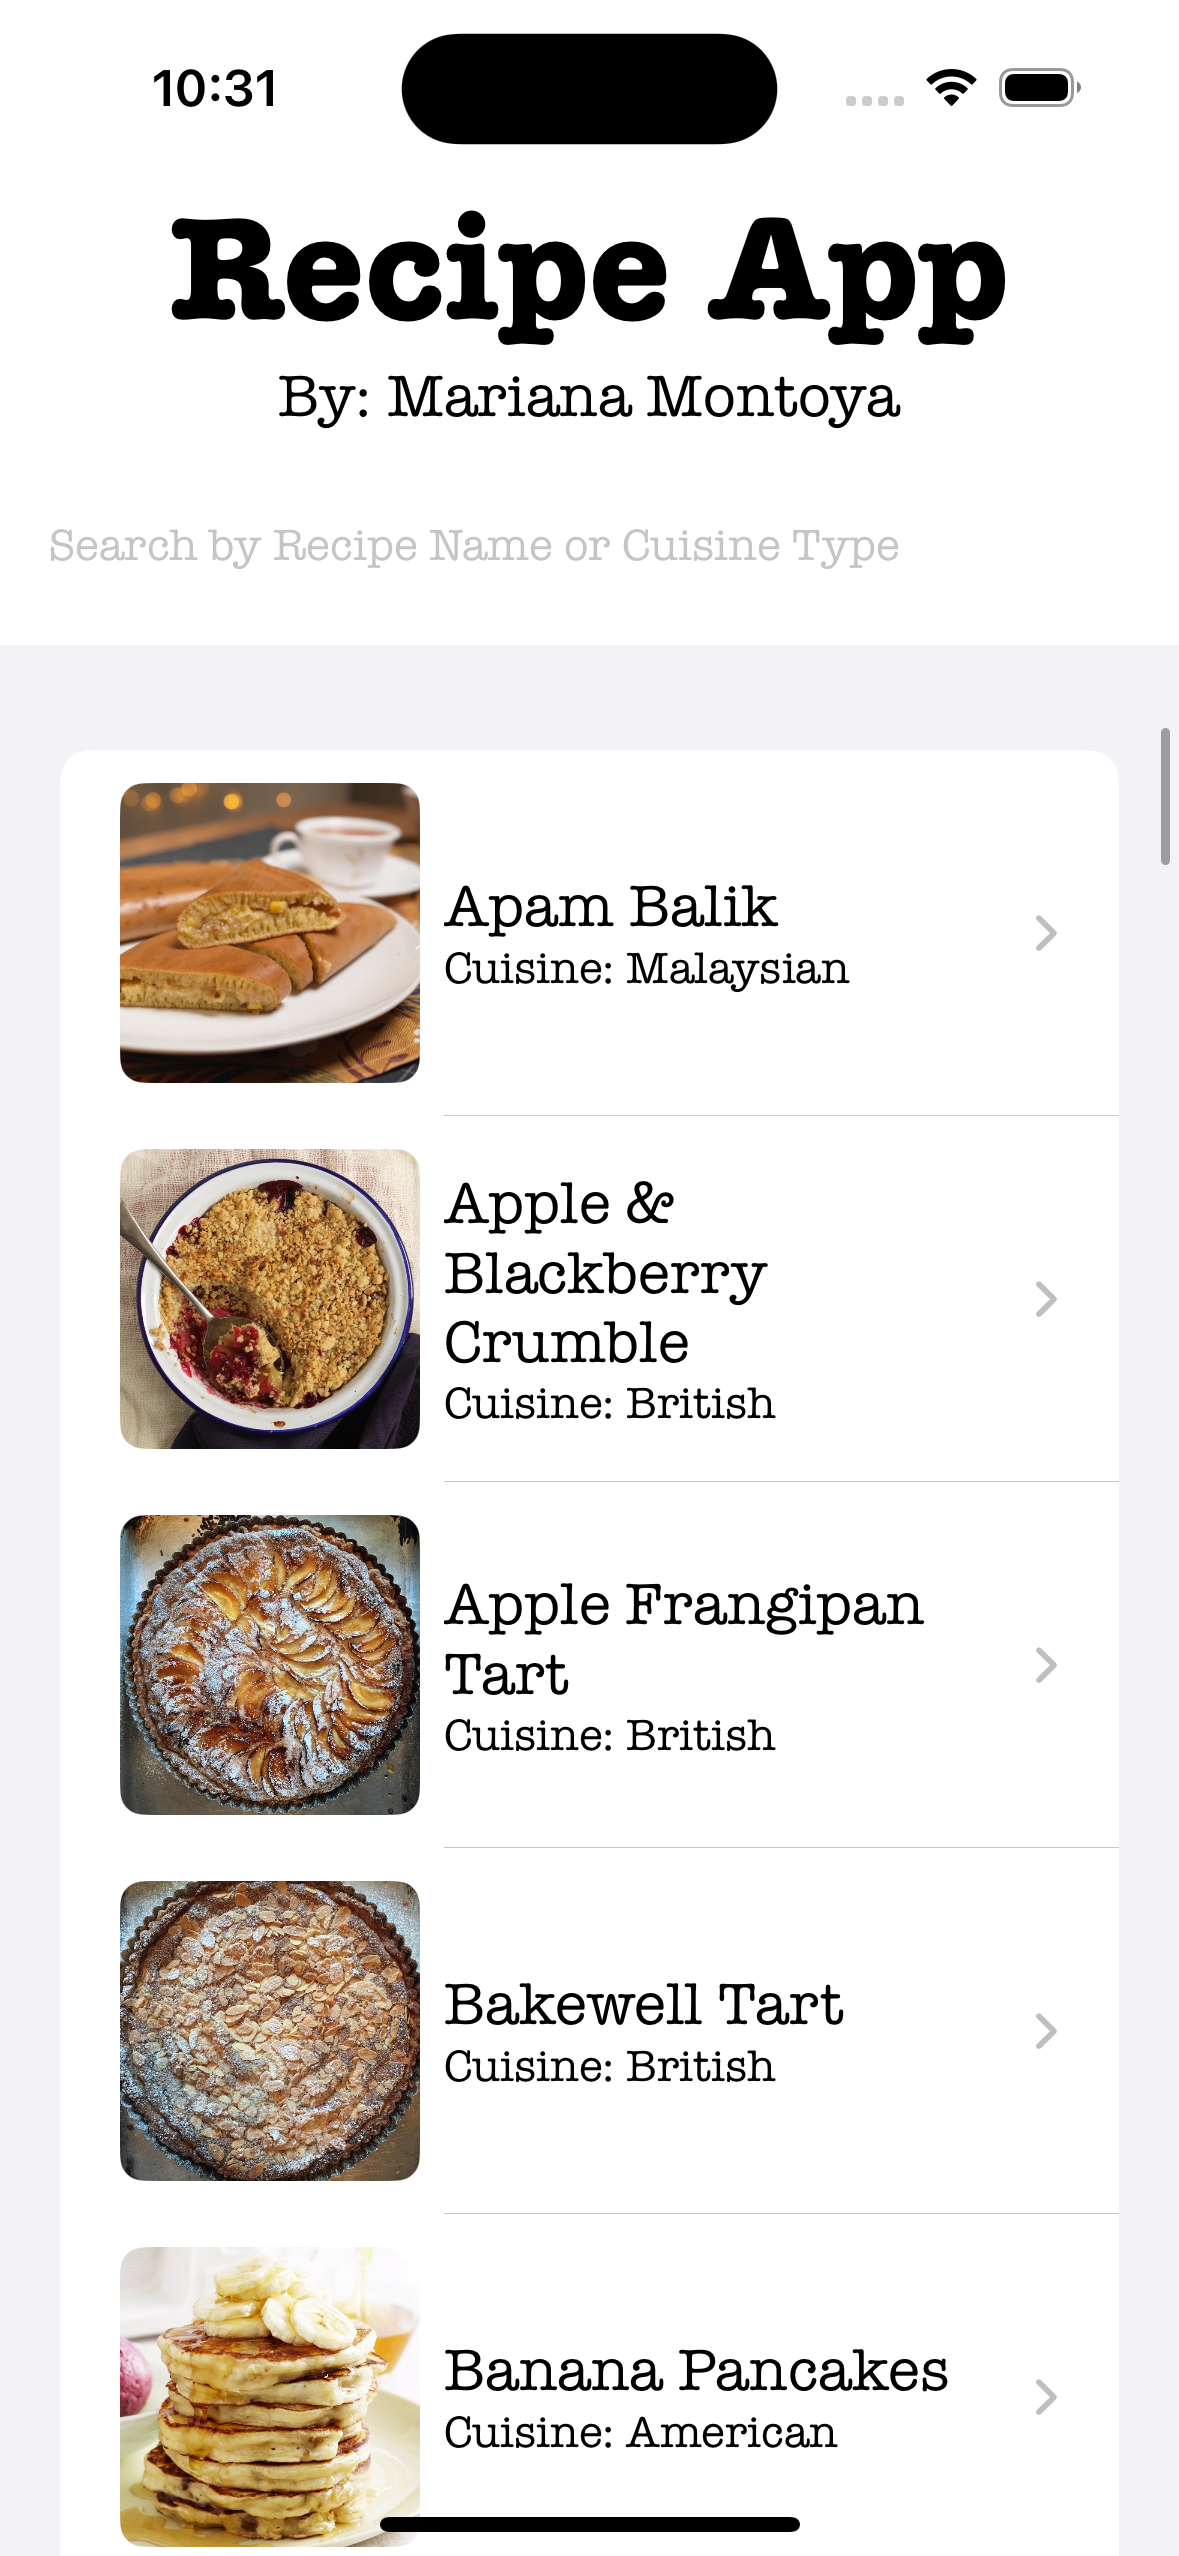 10:31
Recipe App
By: Mariana Montoya
Search by Recipe Name or Cuisine Type
Apam Balik
Cuisine: Malaysian
Apple &
Blackberry
Crumble
Cuisine: British
Apple Frangipan
Tart
Cuisine: British
Bakewell Tart
Cuisine: British
Banana Pancakes
Cuisine: American